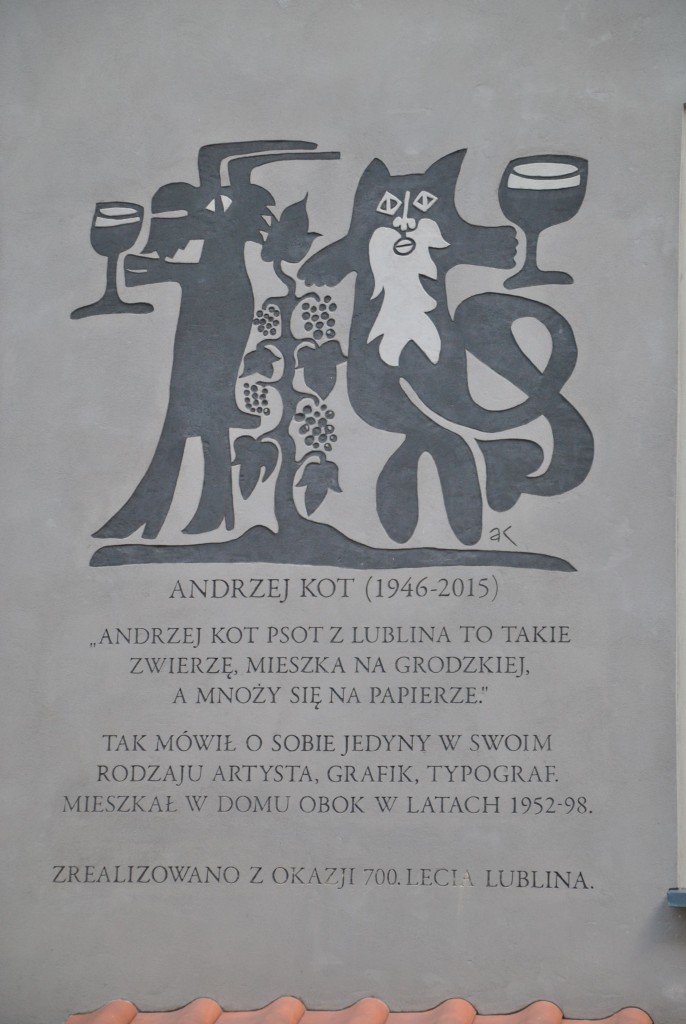 aK
ANDRZEJ KOT (1946-2015)
„ANDRZEJ KOT PSOT Z LUBLINA TO TAKIE
ZWIERZĘ, MIESZKA NA GRODZKIEJ,
A MNOŻY SIĘ NA PAPIERZE."
TAK MÓWIŁ O SOBIE JEDYNY W SWOIM
RODZAJU ARTYSTA, GRAFIK, TYPOGRAF.
MIESZKAŁ W DOMU OBOK W LATACH 1952-98.
ZREALIZOWANO Z OKAZJI 700.LECIA LUBLINA.